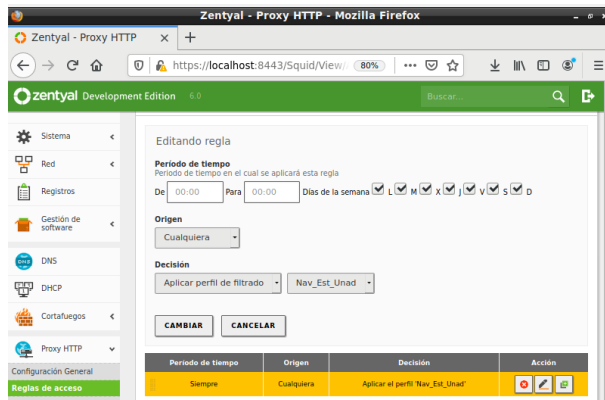 Zentyal - Proxy HTTP - Mozilla Firefox
Zentyal - Proxy HTTP
https://localhost:8443/Squid/View/ 80%
zentyal Development Edition 6.0 Buscar...
Sistema
Red
Registros
Gestión de
software
DNS
DHCP
Cortafuegos
Proxy HTTP
Configuración General
Reglas de acceso
Editando regla
Período de tiempo
Periodo de tiempo en el cual se aplicará esta regla
De 00:00 Para 00:00 Días de la semana L M X J V S D
Origen
Cualquiera
Decisión
Aplicar perfil de filtrado Nav_Est_Unad
CAMBIAR CANCELAR
Período de tiempo Origen Decisión Acción
Siempre Cualquiera Aplicar el perfil 'Nav_Est_Unad'